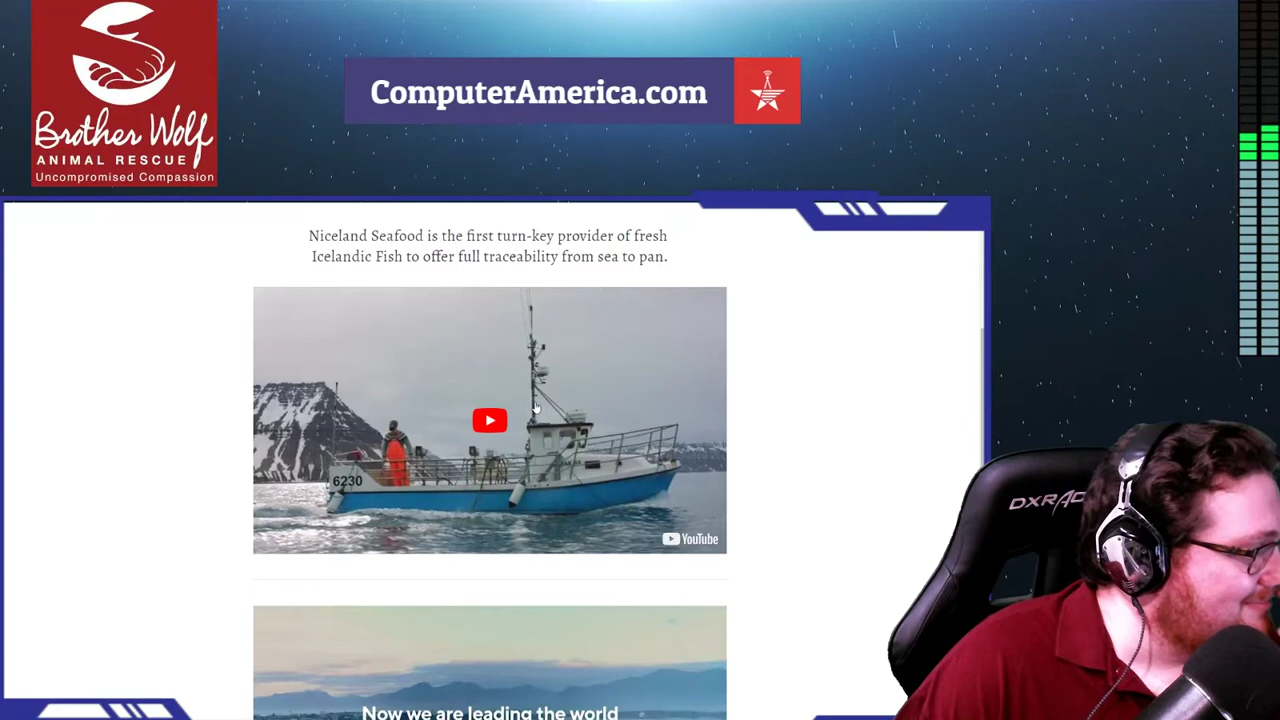 Brother Wolf
ANIMAL RESCUE
Uncompromised Compassion
ComputerAmerica.com
Niceland Seafood is the first turn-key provider of fresh
Icelandic Fish to offer full traceability from sea to pan.
6230
YouTube
Now we are leading the world
DXRAC